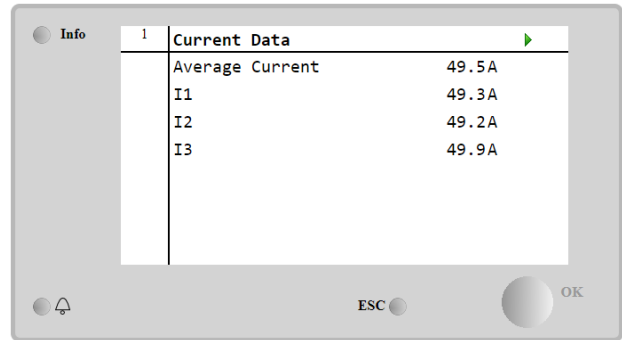 Info
1 Current Data
Average Current 49.5A
I1 49.3A
I2 49.2A
I3 49.9A
ESC OK